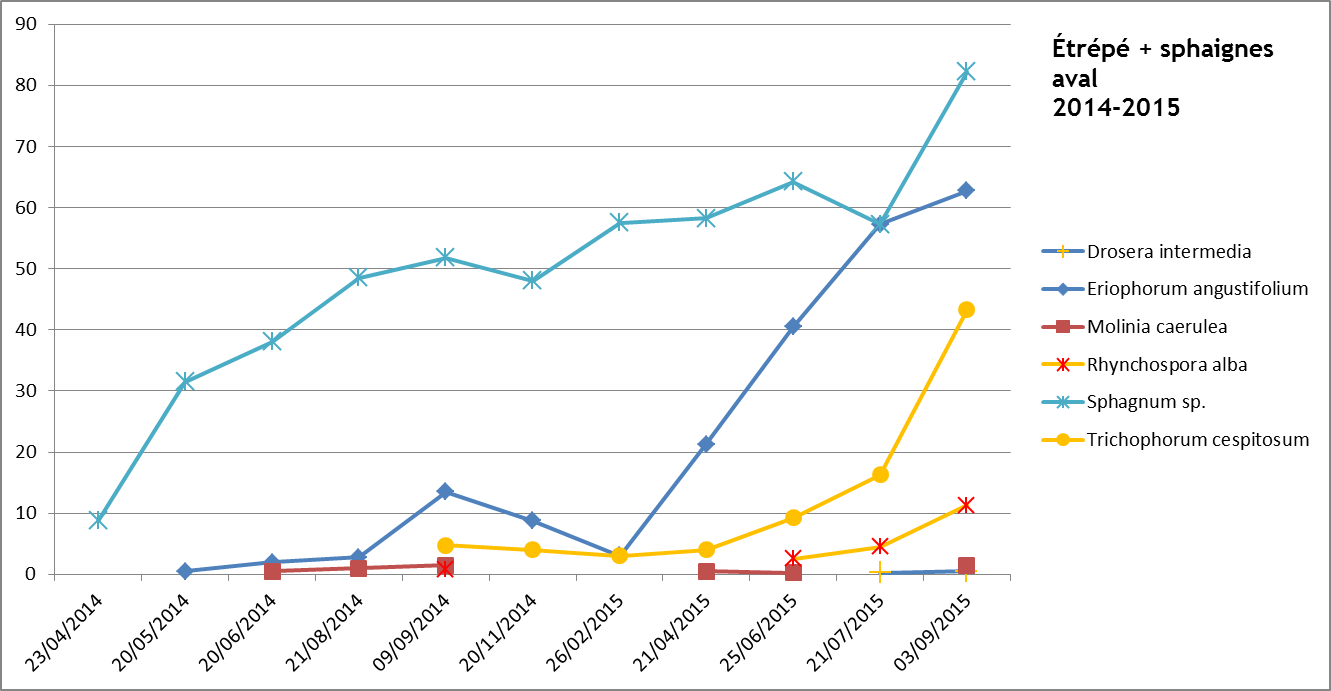 Étrépé + sphaignes
aval
2014-2015
90
80
70
60
50
40
30
20
10
0
23/04/2014
20/05/2014
20/06/2014
21/08/2014
09/09/2014
20/11/2014
26/02/2015
21/04/2015
25/06/2015
21/07/2015
03/09/2015
Drosera intermedia
Eriophorum angustifolium
Molinia caerulea
Rhynchospora alba
Sphagnum sp.
Trichophorum cespitosum